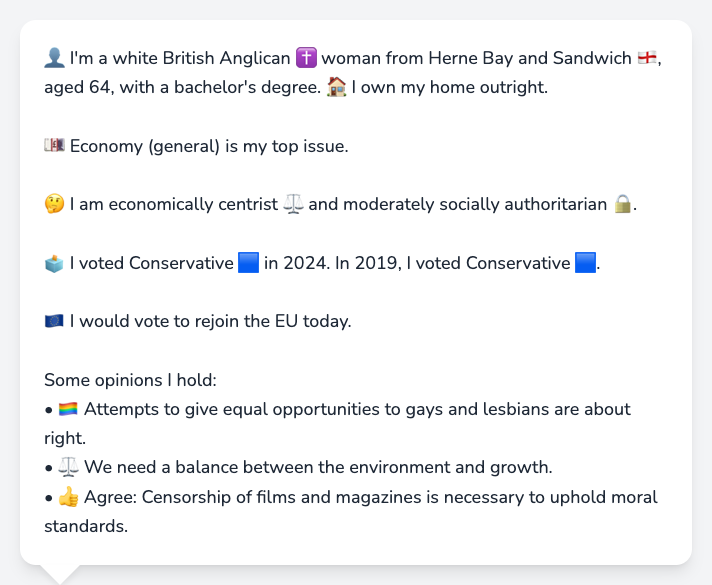 👤 I'm a white British Anglican ✝️ woman from Herne Bay and Sandwich 🏴󠁧󠁢󠁥󠁮󠁧󠁿,
aged 64, with a bachelor's degree. 🏠 I own my home outright.
💷 Economy (general) is my top issue.
🤔 I am economically centrist ⚖️ and moderately socially authoritarian 🔒.
🗳️ I voted Conservative 🟦 in 2024. In 2019, I voted Conservative 🟦.
🇪🇺 I would vote to rejoin the EU today.
Some opinions I hold:
• 🏳️‍🌈 Attempts to give equal opportunities to gays and lesbians are about
right.
• ⚖️ We need a balance between the environment and growth.
• 👍 Agree: Censorship of films and magazines is necessary to uphold moral
standards.